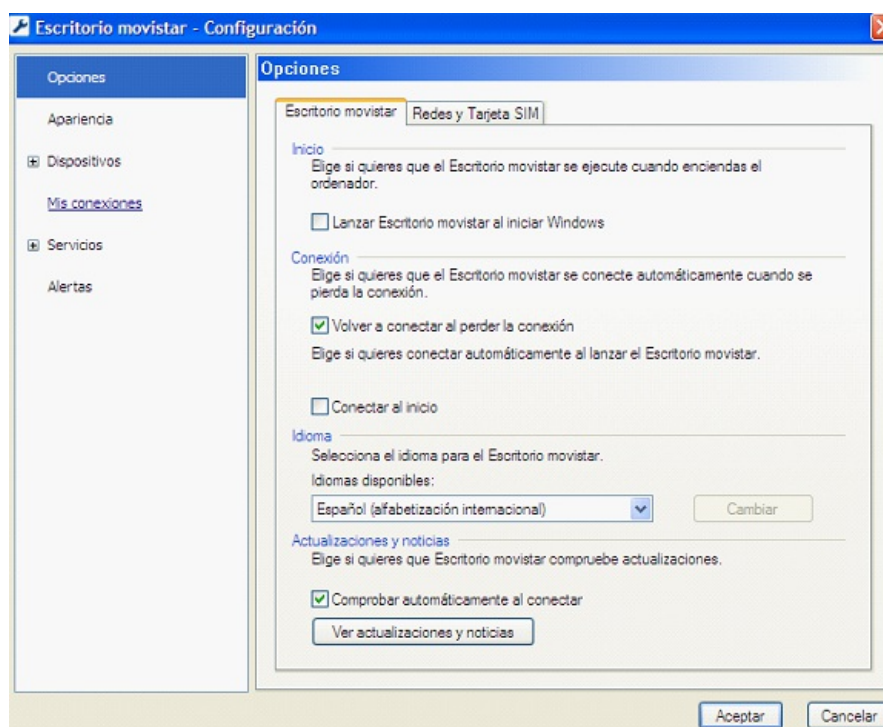 Escritorio movistar - Configuración
Opciones
Apariencia
Dispositivos
Mis conexiones
Servicios
Alertas
Opciones
Escritorio movistar
Redes y Tarjeta SIM
Inicio
Elige si quieres que el Escritorio movistar se ejecute cuando enciendas el
ordenador.
Lanzar Escritorio movistar al iniciar Windows
Conexión
Elige si quieres que el Escritorio movistar se conecte automáticamente cuando se
pierda la conexión.
Volver a conectar al perder la conexión
Elige si quieres conectar automáticamente al lanzar el Escritorio movistar.
Conectar al inicio
Idioma
Selecciona el idioma para el Escritorio movistar.
Idiomas disponibles:
Español (alfabetización internacional)
Cambiar
Actualizaciones y noticias
Elige si quieres que Escritorio movistar compruebe actualizaciones.
Comprobar automáticamente al conectar
Ver actualizaciones y noticias
Aceptar
Cancelar